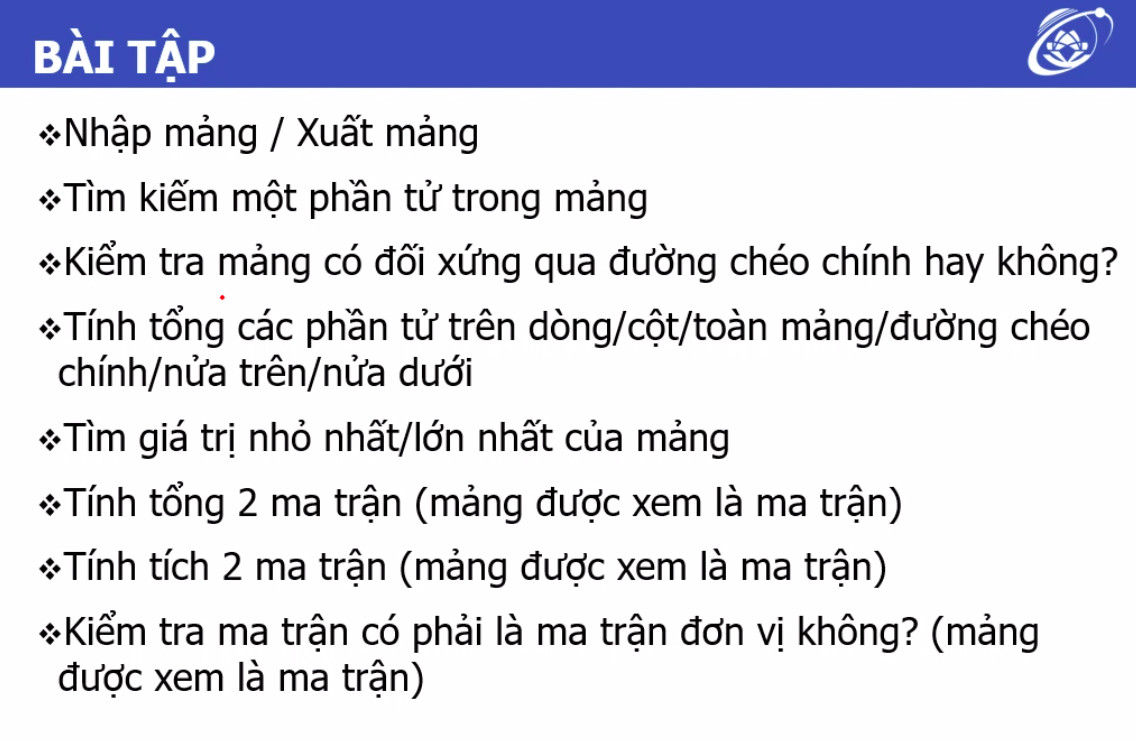 BÀI TẬP
❖Nhập mảng / Xuất mảng
❖Tìm kiếm một phần tử trong mảng
❖Kiểm tra mảng có đối xứng qua đường chéo chính hay không?
❖Tính tổng các phần tử trên dòng/cột/toàn mảng/đường chéo
chính/nửa trên/nửa dưới
❖Tìm giá trị nhỏ nhất/lớn nhất của mảng
❖Tính tổng 2 ma trận (mảng được xem là ma trận)
❖Tính tích 2 ma trận (mảng được xem là ma trận)
❖Kiểm tra ma trận có phải là ma trận đơn vị không? (mảng
được xem là ma trận)